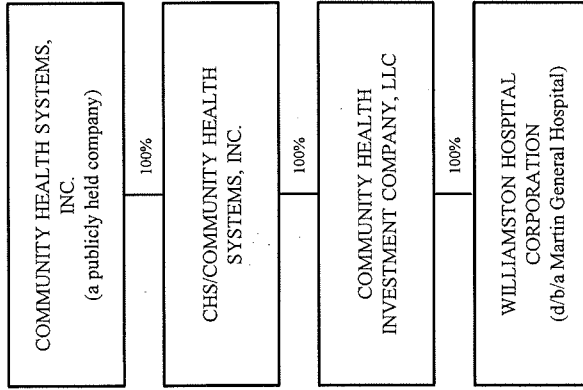 COMMUNITY HEALTH SYSTEMS,
INC.
(a publicly held company)
100%
CHS/COMMUNITY HEALTH
SYSTEMS, INC.
100%
COMMUNITY HEALTH
INVESTMENT COMPANY, LLC
100%
WILLIAMSTON HOSPITAL
CORPORATION
(d/b/a Martin General Hospital)